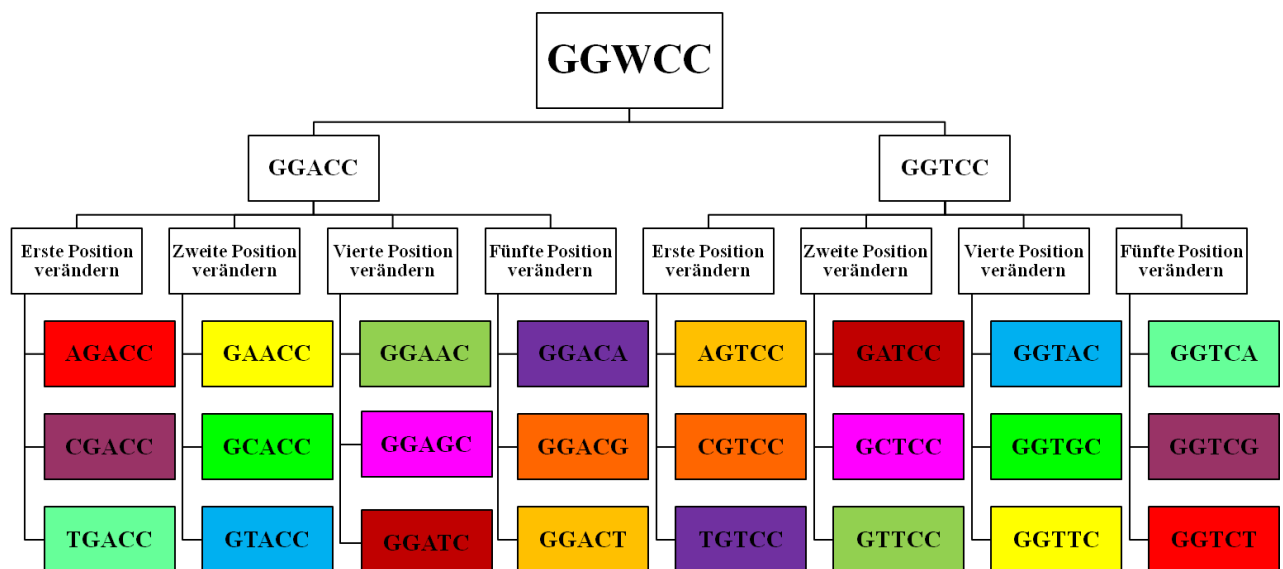 GGWCC
GGACC
GGTCC
Erste Position
verändern
Zweite Position
verändern
Vierte Position
verändern
Fünfte Position
verändern
Erste Position
verändern
Zweite Position
verändern
Vierte Position
verändern
Fünfte Position
verändern
AGACC
GAACC
GGAAC
GGACA
AGTCC
GATCC
GGTAC
GGTCA
CGACC
GCACC
GGAGC
GGACG
CGTCC
GCTCC
GGTGC
GGTCG
TGACC
GTACC
GGATC
GGACT
TGTCC
GTTCC
GGTTC
GGTCT